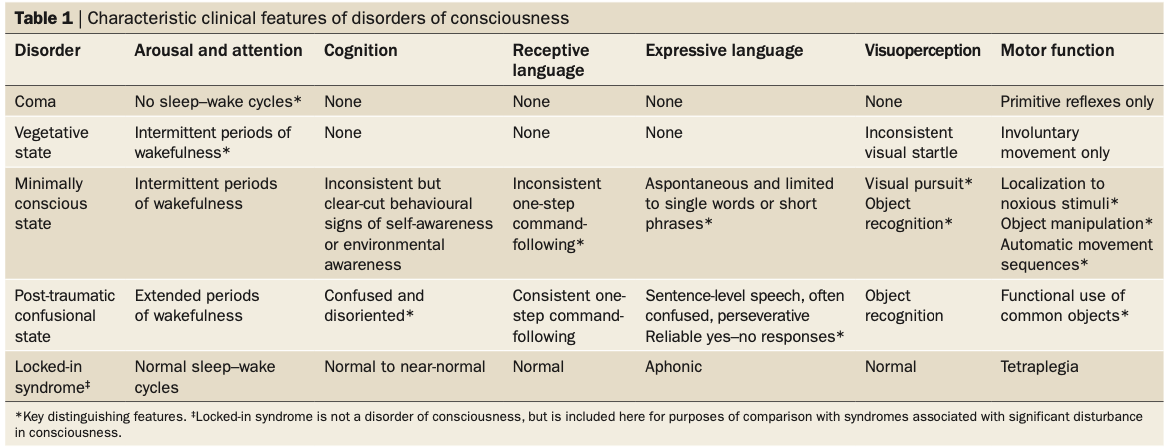 Table 1 | Characteristic clinical features of disorders of consciousness
Disorder Arousal and attention Cognition Receptive language Expressive language Visuoperception Motor function
Coma No sleep–wake cycles* None None None None Primitive reflexes only
Vegetative state Intermittent periods of wakefulness* None None None Inconsistent visual startle Involuntary movement only
Minimally conscious state Intermittent periods of wakefulness Inconsistent but clear-cut behavioural signs of self-awareness or environmental awareness Inconsistent one-step command-following* Aspontaneous and limited to single words or short phrases* Visual pursuit* Object recognition* Localization to noxious stimuli* Object manipulation* Automatic movement sequences*
Post-traumatic confusional state Extended periods of wakefulness Confused and disoriented* Consistent one-step command-following Sentence-level speech, often confused, perseverative Reliable yes–no responses* Object recognition Functional use of common objects*
Locked-in syndrome‡ Normal sleep–wake cycles Normal to near-normal Normal Aphonic Normal Tetraplegia
*Key distinguishing features. ‡Locked-in syndrome is not a disorder of consciousness, but is included here for purposes of comparison with syndromes associated with significant disturbance
in consciousness.